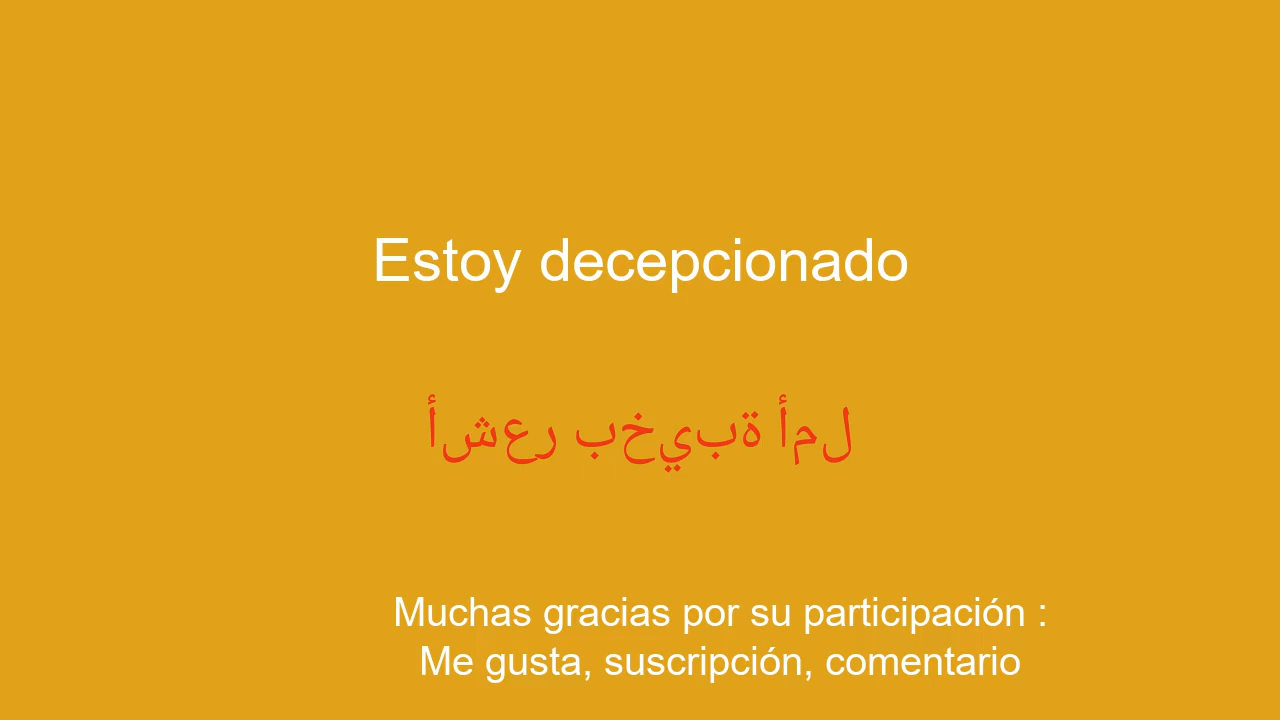 Estoy decepcionado
أشعر بخيبة أمل
Muchas gracias por su participación :
Me gusta, suscripción, comentario